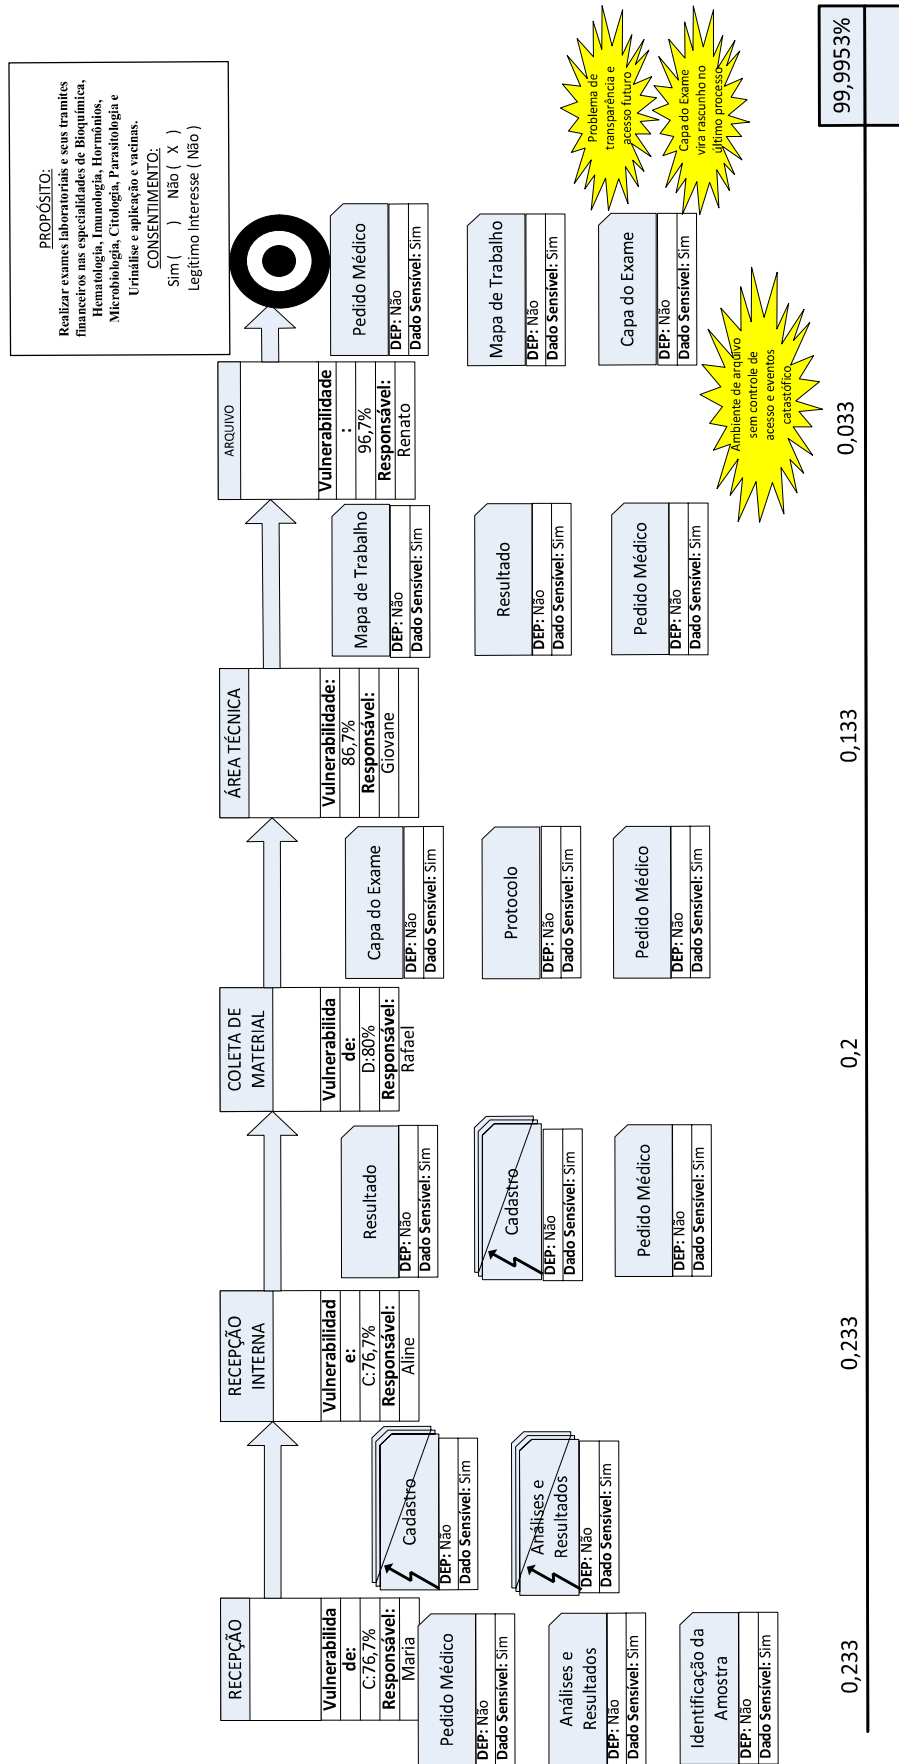 PROPÓSITO:
Realizar exames laboratoriais e seus tramites
financeiros nas especialidades de Bioquímica,
Hematologia, Imunologia, Hormônios,
Microbiologia, Citologia, Parasitologia e
Urinálise e aplicação e vacinas.
CONSENTIMENTO:
Sim (    )    Não (  X  )
Legítimo Interesse ( Não )
RECEPÇÃO
Vulnerabilida
de:
C:76,7%
Responsável:
Maria
Pedido Médico
DEP: Não
Dado Sensível: Sim
Análises e
Resultados
DEP: Não
Dado Sensível: Sim
Identificação da
Amostra
DEP: Não
Dado Sensível: Sim
0,233
Cadastro
DEP: Não
Dado Sensível: Sim
Análises e
Resultados
DEP: Não
Dado Sensível: Sim
RECEPÇÃO
INTERNA
Vulnerabilidad
e:
C:76,7%
Responsável:
Aline
0,233
Resultado
DEP: Não
Dado Sensível: Sim
Cadastro
DEP: Não
Dado Sensível: Sim
Pedido Médico
DEP: Não
Dado Sensível: Sim
COLETA DE
MATERIAL
Vulnerabilida
de:
D:80%
Responsável:
Rafael
0,2
Capa do Exame
DEP: Não
Dado Sensível: Sim
Protocolo
DEP: Não
Dado Sensível: Sim
Pedido Médico
DEP: Não
Dado Sensível: Sim
ÁREA TÉCNICA
Vulnerabilidade:
86,7%
Responsável:
Giovane
0,133
Mapa de Trabalho
DEP: Não
Dado Sensível: Sim
Resultado
DEP: Não
Dado Sensível: Sim
Pedido Médico
DEP: Não
Dado Sensível: Sim
ARQUIVO
Vulnerabilidade
:
96,7%
Responsável:
Renato
Ambiente de arquivo
sem controle de
acesso e eventos
catastófico
0,033
Pedido Médico
DEP: Não
Dado Sensível: Sim
Mapa de Trabalho
DEP: Não
Dado Sensível: Sim
Capa do Exame
DEP: Não
Dado Sensível: Sim
Problema de
transparência e
acesso futuro
Capa do Exame
vira rascunho no
último processo
99,9953%